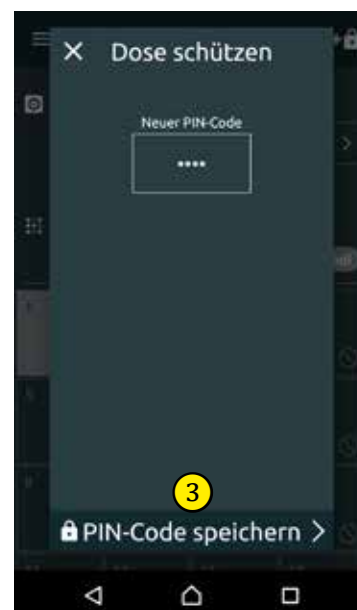 Dose schützen
Neuer PIN-Code
••••
3
PIN-Code speichern